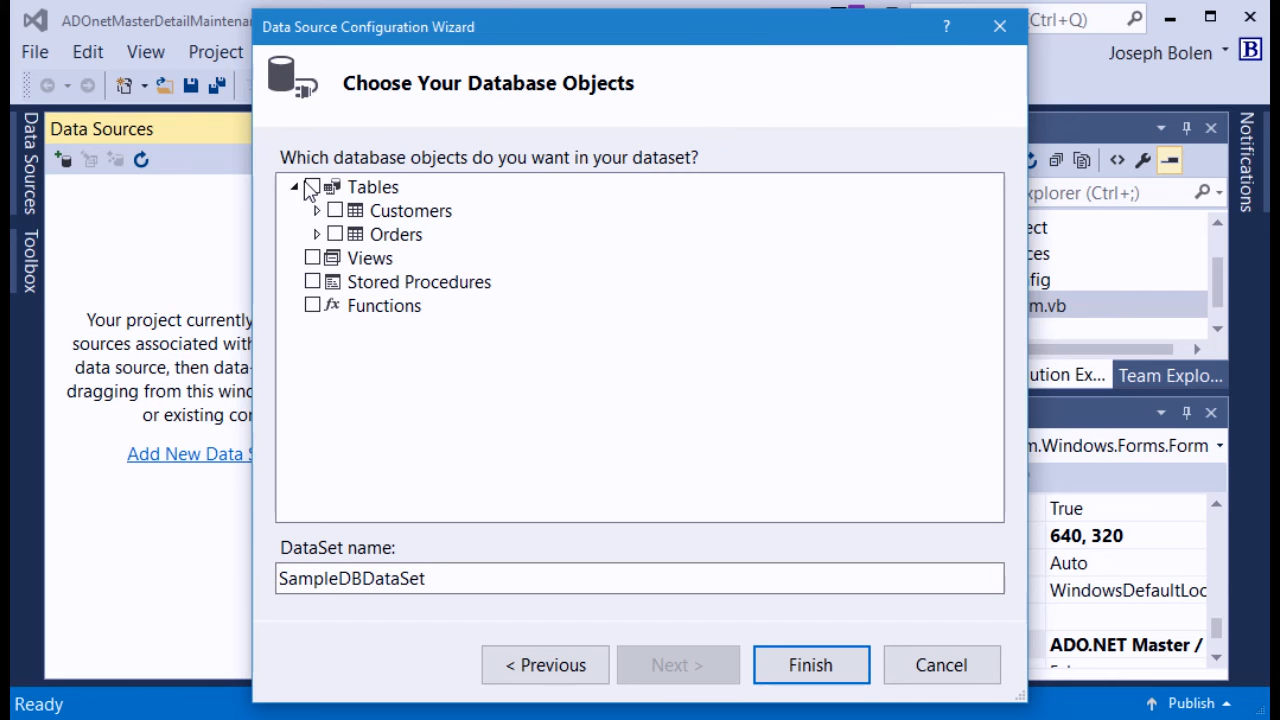 ADOnetMasterDetailMaintenan
Data Source Configuration Wizard
?
(Ctrl+Q)
File Edit View Project
Joseph Bolen
B
Choose Your Database Objects
Data Sources
Toolbox
Data Sources
Your project currently
sources associated with
data source, then data-
dragging from this wind
or existing cor
Add New Data S
Which database objects do you want in your dataset?
Tables
Customers
Orders
Views
Stored Procedures
fx Functions
DataSet name:
SampleDBDataSet
< Previous Next > Finish Cancel
Notifications
xplorer (Ctrl+;)
ect
ces
fig
m.vb
ution Ex... Team Explo...
m.Windows.Forms.Form
True
640, 320
Auto
WindowsDefaultLoc
ADO.NET Master /
Ready
Publish